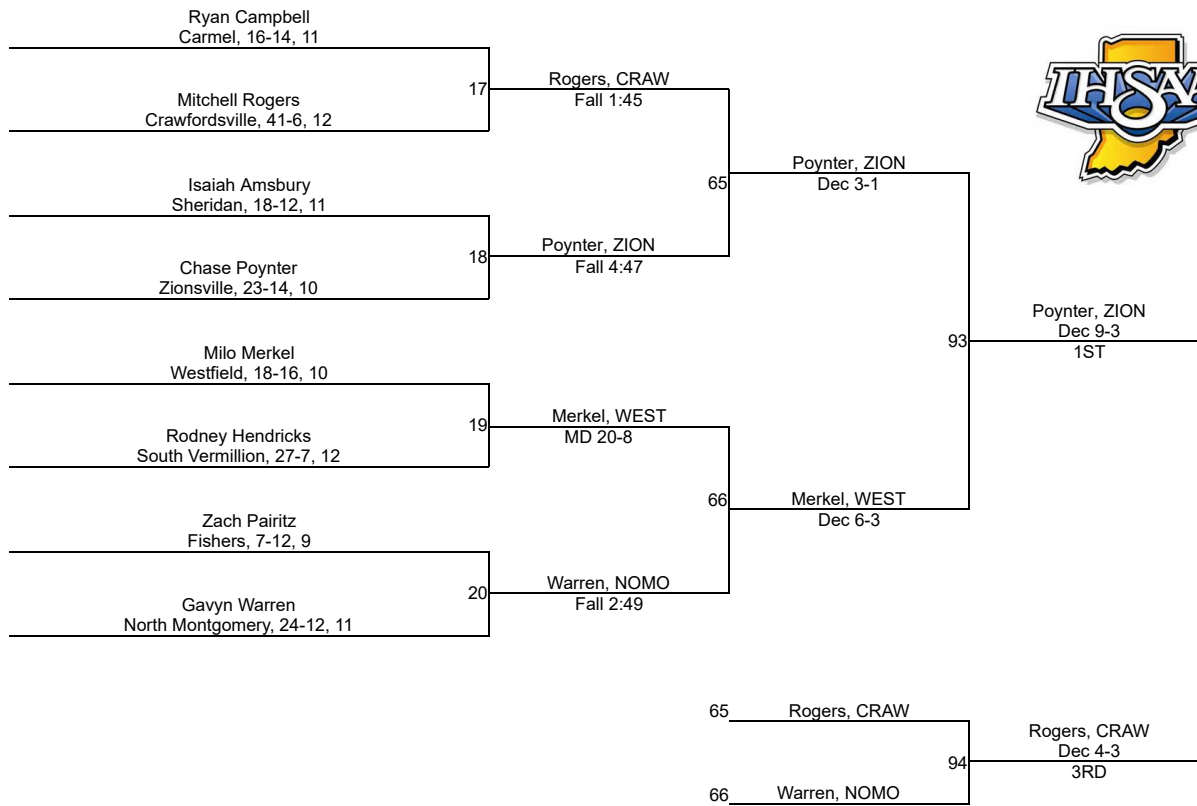 Ryan Campbell
Carmel, 16-14, 11
Mitchell Rogers
Crawfordsville, 41-6, 12
Isaiah Amsbury
Sheridan, 18-12, 11
Chase Poynter
Zionsville, 23-14, 10
Milo Merkel
Westfield, 18-16, 10
Rodney Hendricks
South Vermillion, 27-7, 12
Zach Pairitz
Fishers, 7-12, 9
Gavyn Warren
North Montgomery, 24-12, 11
17
Rogers, CRAW
Fall 1:45
18
Poynter, ZION
Fall 4:47
19
Merkel, WEST
MD 20-8
20
Warren, NOMO
Fall 2:49
65
Poynter, ZION
Dec 3-1
66
Merkel, WEST
Dec 6-3
93
Poynter, ZION
Dec 9-3
1ST
65
Rogers, CRAW
66
Warren, NOMO
94
Rogers, CRAW
Dec 4-3
3RD
IHSAA